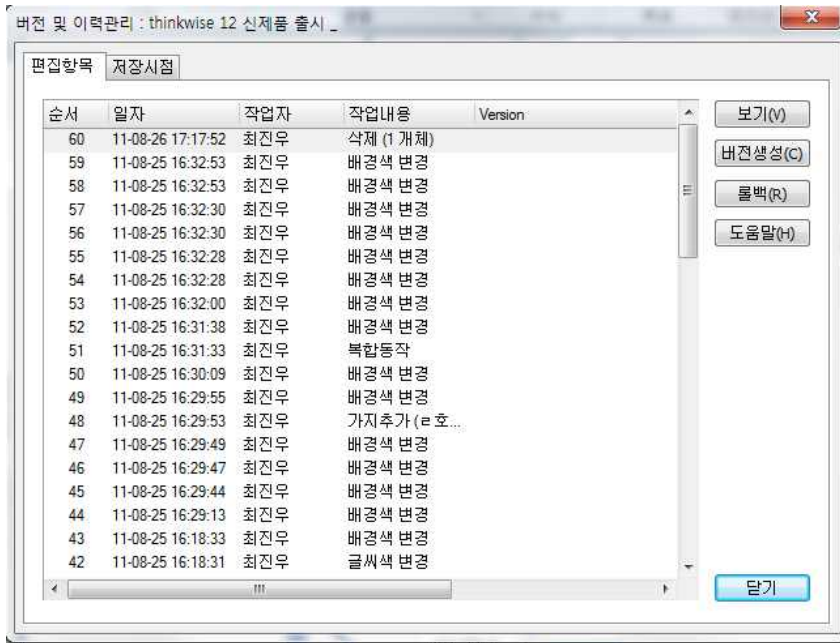 버전 및 이력관리 : thinkwise 12 신제품 출시 _
편집항목 저장시점
순서 일자 작업자 작업내용 Version
60 11-08-26 17:17:52 최진우 삭제 (1 개체)
59 11-08-25 16:32:53 최진우 배경색 변경
58 11-08-25 16:32:53 최진우 배경색 변경
57 11-08-25 16:32:30 최진우 배경색 변경
56 11-08-25 16:32:30 최진우 배경색 변경
55 11-08-25 16:32:28 최진우 배경색 변경
54 11-08-25 16:32:28 최진우 배경색 변경
53 11-08-25 16:32:00 최진우 배경색 변경
52 11-08-25 16:31:38 최진우 배경색 변경
51 11-08-25 16:31:33 최진우 복합동작
50 11-08-25 16:30:09 최진우 배경색 변경
49 11-08-25 16:29:55 최진우 배경색 변경
48 11-08-25 16:29:53 최진우 가지추가 (ㄹ호...
47 11-08-25 16:29:49 최진우 배경색 변경
46 11-08-25 16:29:47 최진우 배경색 변경
45 11-08-25 16:29:44 최진우 배경색 변경
44 11-08-25 16:29:13 최진우 배경색 변경
43 11-08-25 16:18:33 최진우 배경색 변경
42 11-08-25 16:18:31 최진우 글씨색 변경
보기(V)
버전생성(C)
롤백(R)
도움말(H)
닫기